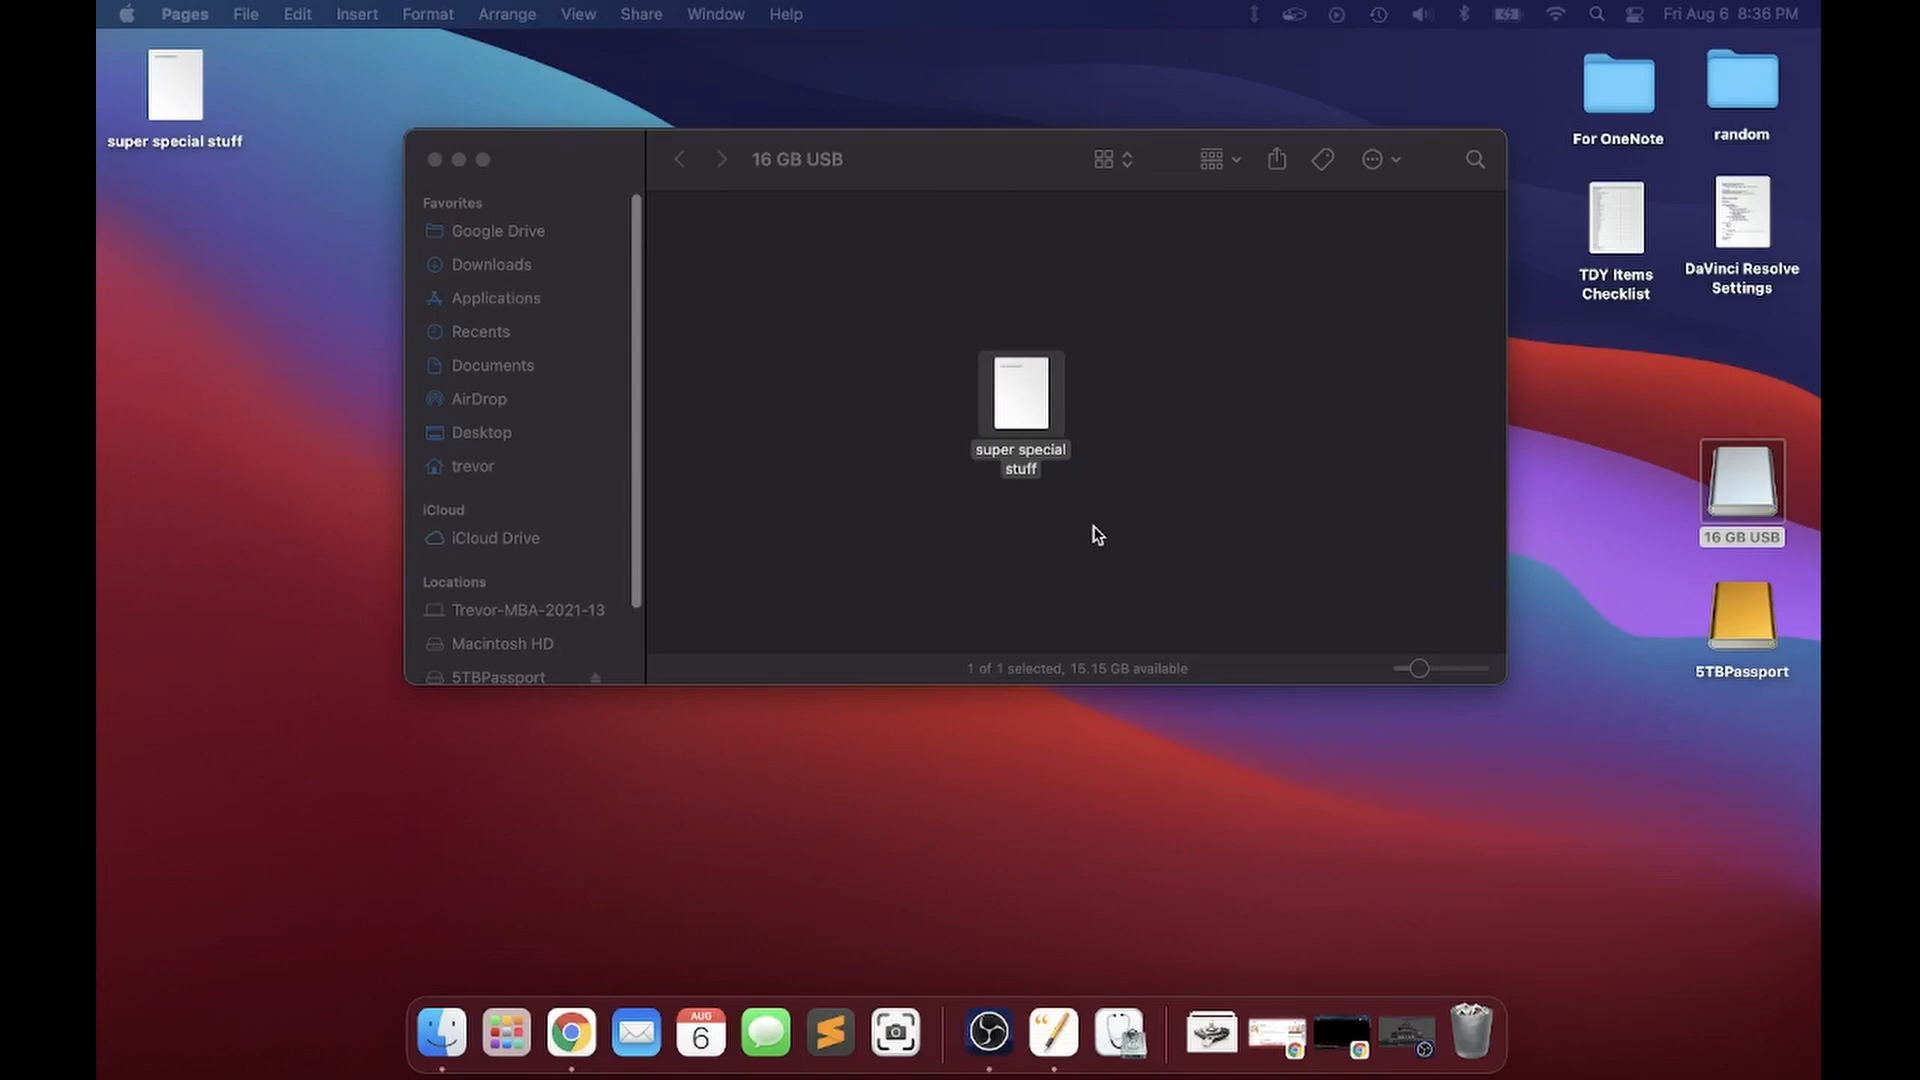 Pages File Edit Insert Format Arrange View Share Window Help
Fri Aug 6 8:36 PM
super special stuff
For OneNote
random
TDY Items
Checklist
DaVinci Resolve
Settings
16 GB USB
5TBPassport
16 GB USB
Favorites
Google Drive
Downloads
Applications
Recents
Documents
AirDrop
Desktop
trevor
iCloud
iCloud Drive
Locations
Trevor-MBA-2021-13
Macintosh HD
5TBPassport
super special
stuff
1 of 1 selected, 15.15 GB available
AUG
6